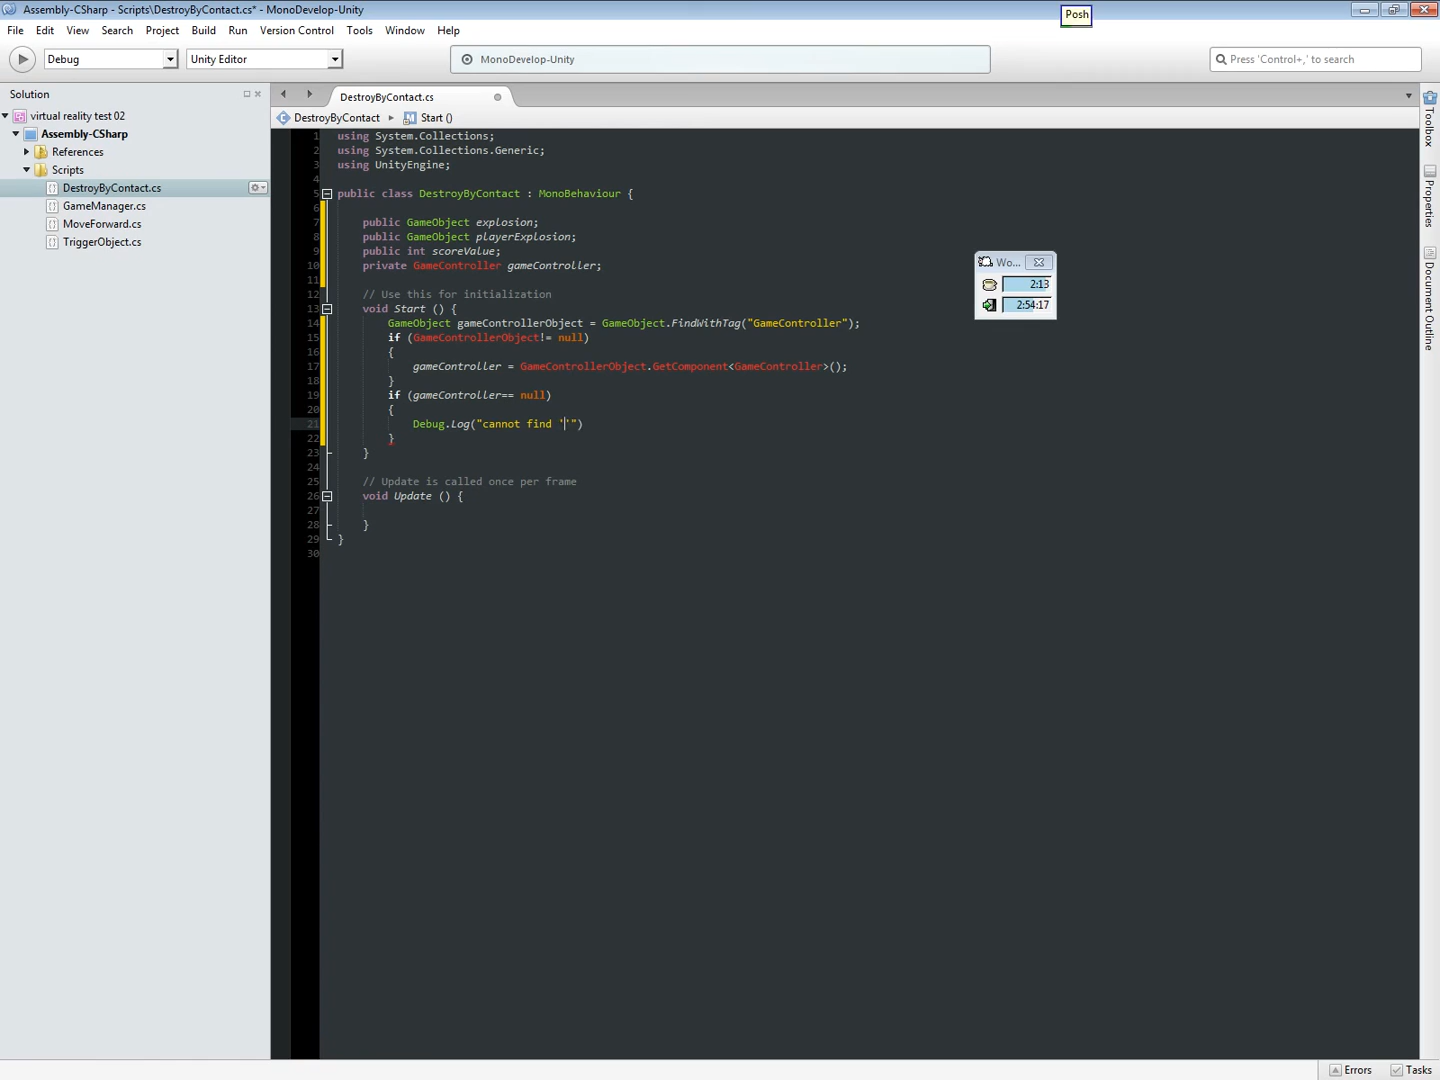 Assembly-CSharp - Scripts\DestroyByContact.cs* - MonoDevelop-Unity
Posh
File Edit View Search Project Build Run Version Control Tools Window Help
Debug Unity Editor MonoDevelop-Unity Press 'Control+,' to search
Solution
virtual reality test 02
Assembly-CSharp
References
Scripts
DestroyByContact.cs
GameManager.cs
MoveForward.cs
TriggerObject.cs
DestroyByContact.cs
DestroyByContact Start ()
1 using System.Collections;
2 using System.Collections.Generic;
3 using UnityEngine;
4
5 public class DestroyByContact : MonoBehaviour {
6
7 public GameObject explosion;
8 public GameObject playerExplosion;
9 public int scoreValue;
10 private GameController gameController;
11
12 // Use this for initialization
13 void Start () {
14 GameObject gameControllerObject = GameObject.FindWithTag("GameController");
15 if (GameControllerObject!= null)
16 {
17 gameController = GameControllerObject.GetComponent<GameController>();
18 }
19 if (gameController== null)
20 {
21 Debug.Log("cannot find ''")
22 }
23 }
24
25 // Update is called once per frame
26 void Update () {
27
28 }
29 }
30
Wo...
2:13
2:54:17
Toolbox
Properties
Document Outline
Errors Tasks